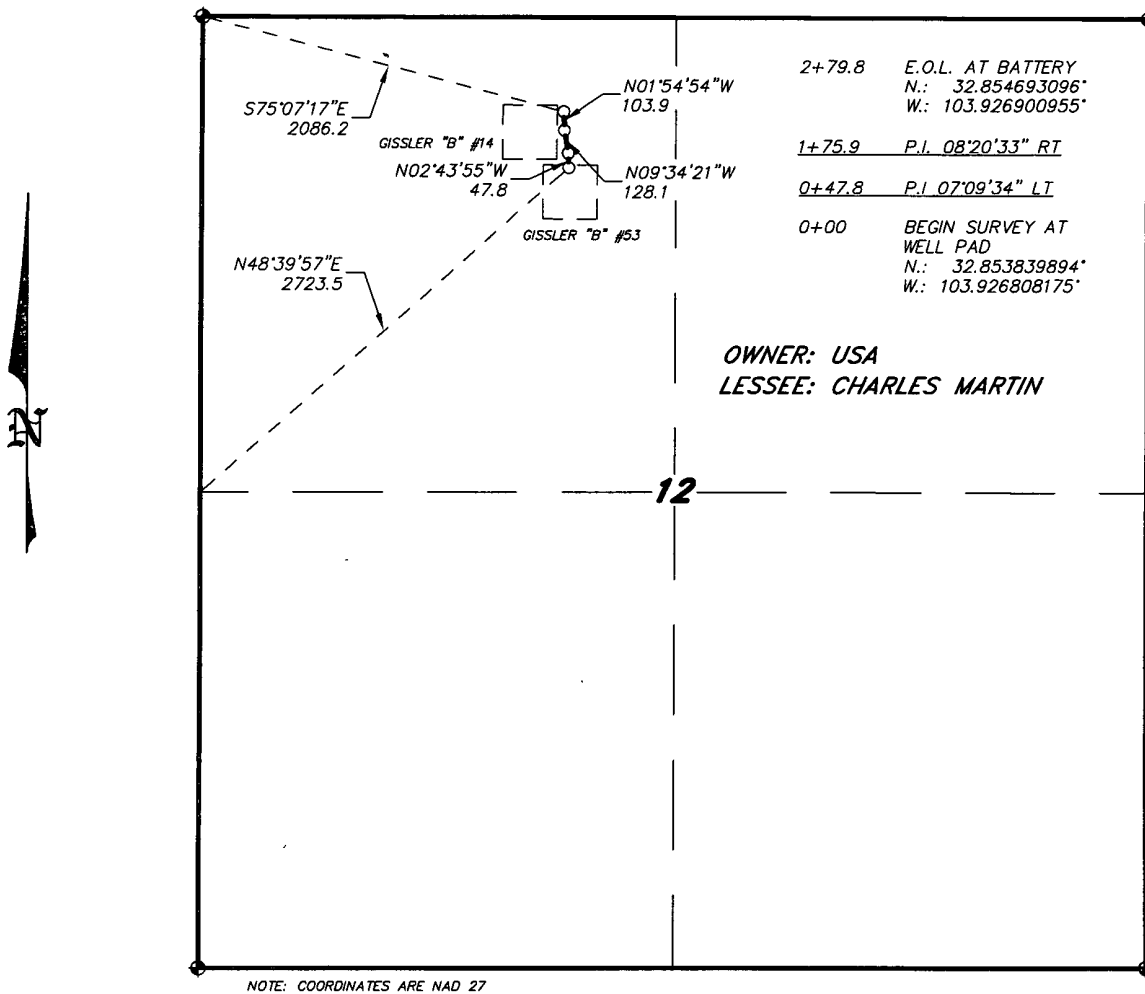 S75°07'17"E
2086.2
N01°54'54"W
103.9
GISSLER "B" #14
N02°43'55"W
47.8
N09°34'21"W
128.1
GISSLER "B" #53
N48°39'57"E
2723.5
2+79.8 E.O.L. AT BATTERY
N.: 32.854693096°
W.: 103.926900955°
1+75.9 P.I. 08°20'33" RT
0+47.8 P.I 07°09'34" LT
0+00 BEGIN SURVEY AT
WELL PAD
N.: 32.853839894°
W.: 103.926808175°
OWNER: USA
LESSEE: CHARLES MARTIN
N
12
NOTE: COORDINATES ARE NAD 27